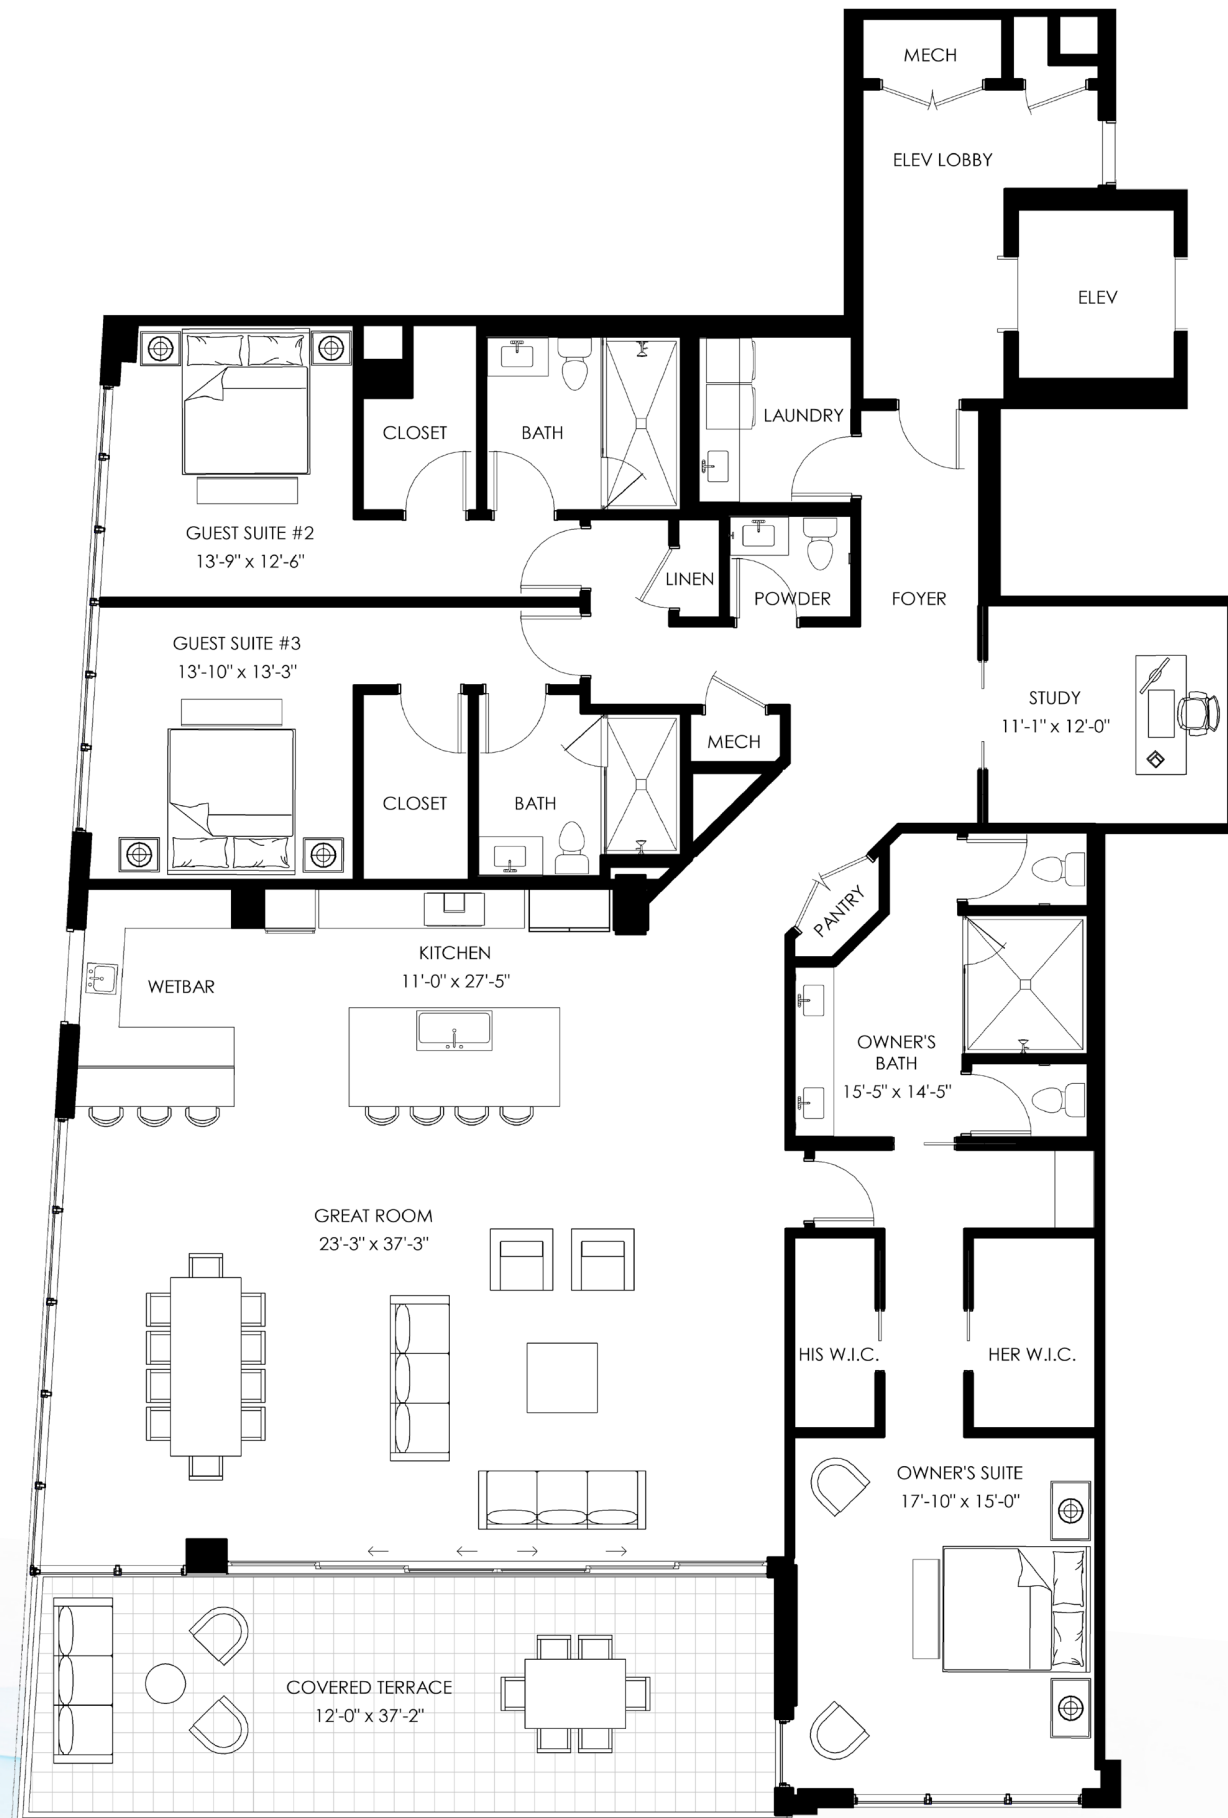 MECH
ELEV LOBBY
ELEV
CLOSET
BATH
LAUNDRY
GUEST SUITE #2
13'-9" x 12'-6"
LINEN
POWDER
FOYER
GUEST SUITE #3
13'-10" x 13'-3"
STUDY
11'-1" x 12'-0"
MECH
CLOSET
BATH
PANTRY
KITCHEN
11'-0" x 27'-5"
WETBAR
OWNER'S
BATH
15'-5" x 14'-5"
GREAT ROOM
23'-3" x 37'-3"
HIS W.I.C.
HER W.I.C.
OWNER'S SUITE
17'-10" x 15'-0"
COVERED TERRACE
12'-0" x 37'-2"